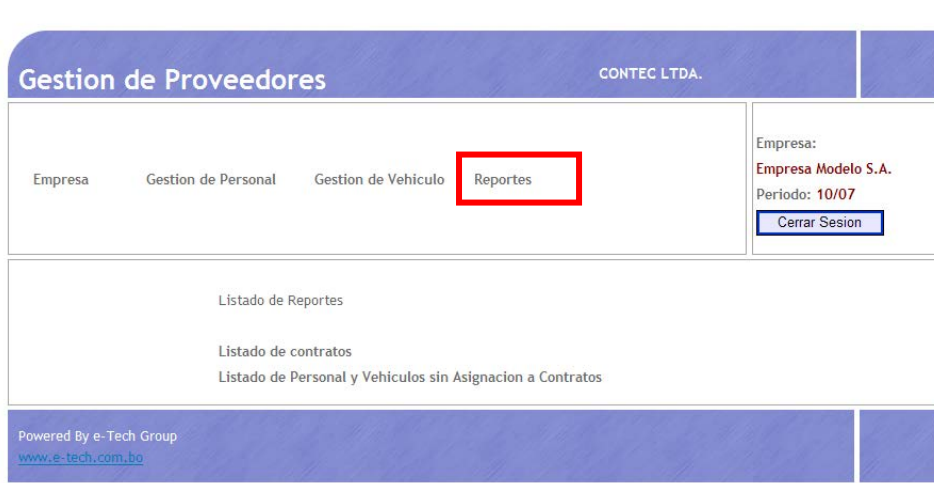 Gestion de Proveedores
CONTEC LTDA.
Empresa
Gestion de Personal
Gestion de Vehiculo
Reportes
Empresa:
Empresa Modelo S.A.
Periodo: 10/07
Cerrar Sesion
Listado de Reportes
Listado de contratos
Listado de Personal y Vehiculos sin Asignacion a Contratos
Powered By e-Tech Group
www.e-tech.com.bo